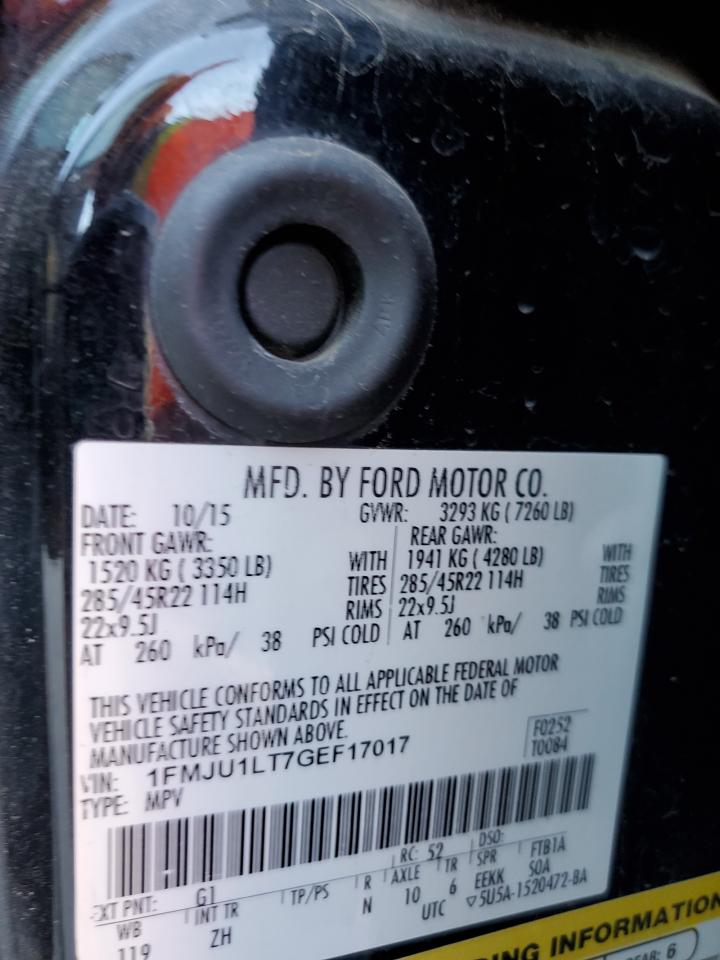 MFD. BY FORD MOTOR CO.
DATE: 10/15 GVWR: 3293 KG ( 7260 LB)
FRONT GAWR: REAR GAWR:
1520 KG ( 3350 LB) WITH 1941 KG ( 4280 LB) WITH
285/45R22 114H TIRES 285/45R22 114H TIRES
22x9.5J RIMS 22x9.5J RIMS
AT 260 kPa/ 38 PSI COLD AT 260 kPa/ 38 PSI COLD
THIS VEHICLE CONFORMS TO ALL APPLICABLE FEDERAL MOTOR
VEHICLE SAFETY STANDARDS IN EFFECT ON THE DATE OF
MANUFACTURE SHOWN ABOVE.
F0252
T0084
VIN: 1FMJU1LT7GEF17017
TYPE: MPV
EXT PNT: G1 RC: 52 DSO:
WB INT TR TP/PS R AXLE TR SPR FTB1A
119 ZH N 10 6 EEKK SOA
UTC ▽5U5A-1520472-BA
ING INFORMATION
EAR: 6